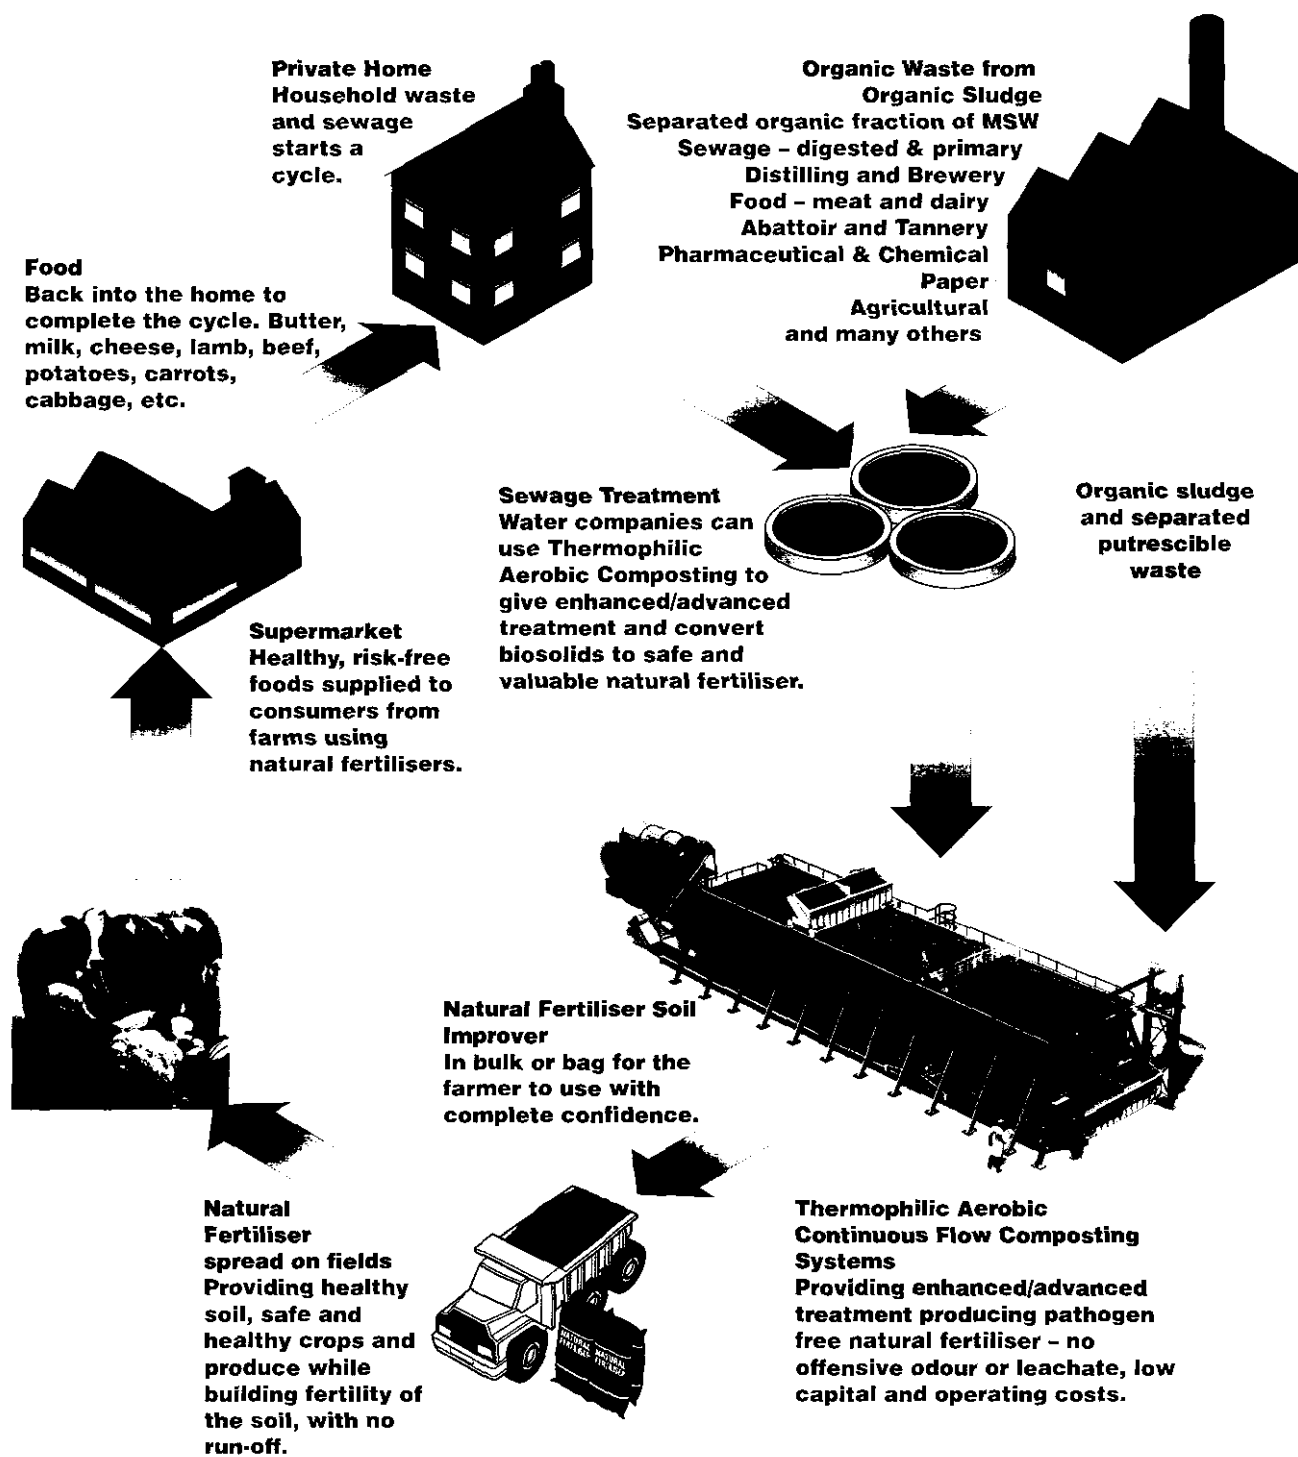 Private Home
Household waste
and sewage
starts a
cycle.
Organic Waste from
Organic Sludge
Separated organic fraction of MSW
Sewage – digested & primary
Distilling and Brewery
Food – meat and dairy
Abattoir and Tannery
Pharmaceutical & Chemical
Paper
Agricultural
and many others
Food
Back into the home to
complete the cycle. Butter,
milk, cheese, lamb, beef,
potatoes, carrots,
cabbage, etc.
Sewage Treatment
Water companies can
use Thermophilic
Aerobic Composting to
give enhanced/advanced
treatment and convert
biosolids to safe and
valuable natural fertiliser.
Organic sludge
and separated
putrescible
waste
Supermarket
Healthy, risk-free
foods supplied to
consumers from
farms using
natural fertilisers.
Natural Fertiliser Soil
Improver
In bulk or bag for the
farmer to use with
complete confidence.
Natural
Fertiliser
spread on fields
Providing healthy
soil, safe and
healthy crops and
produce while
building fertility of
the soil, with no
run-off.
NATURAL
FERTILISER
NATURAL
FERTILISER
Thermophilic Aerobic
Continuous Flow Composting
Systems
Providing enhanced/advanced
treatment producing pathogen
free natural fertiliser – no
offensive odour or leachate, low
capital and operating costs.